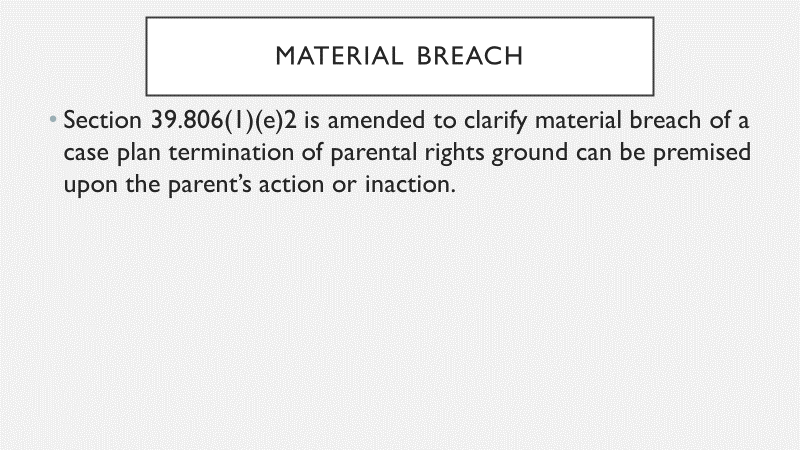 MATERIAL BREACH
• Section 39.806(1)(e)2 is amended to clarify material breach of a
case plan termination of parental rights ground can be premised
upon the parent’s action or inaction.